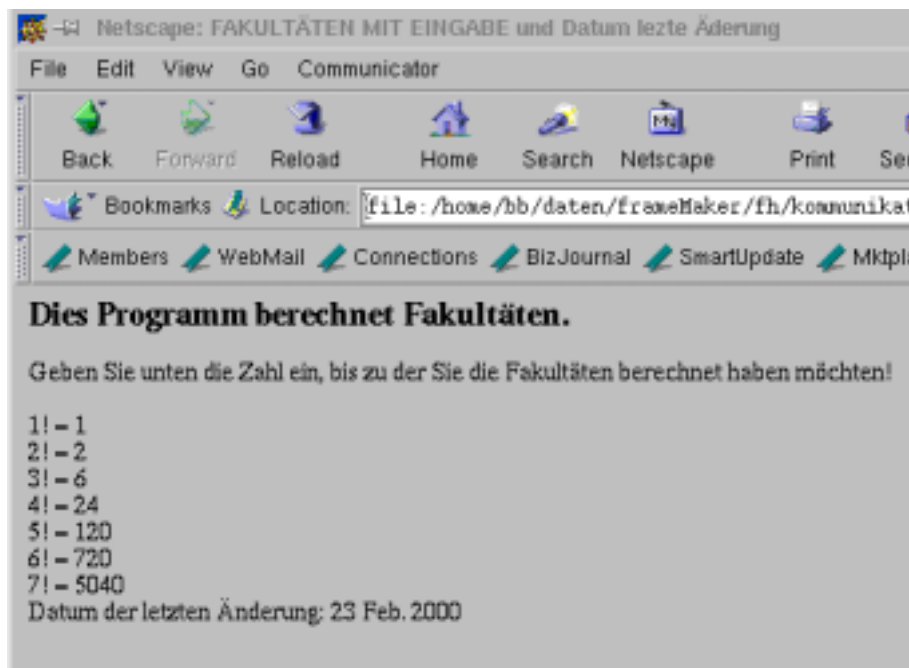 Netscape: FAKULTÄTEN MIT EINGABE und Datum lezte Äderung
File Edit View Go Communicator
Back Forward Reload Home Search Netscape Print
Bookmarks Location: file:/home/bb/daten/frameMaker/fh/kommunikat
Members WebMail Connections BizJournal SmartUpdate Mktpl
Dies Programm berechnet Fakultäten.
Geben Sie unten die Zahl ein, bis zu der Sie die Fakultäten berechnet haben möchten!
1! = 1
2! = 2
3! = 6
4! = 24
5! = 120
6! = 720
7! = 5040
Datum der letzten Änderung: 23 Feb. 2000